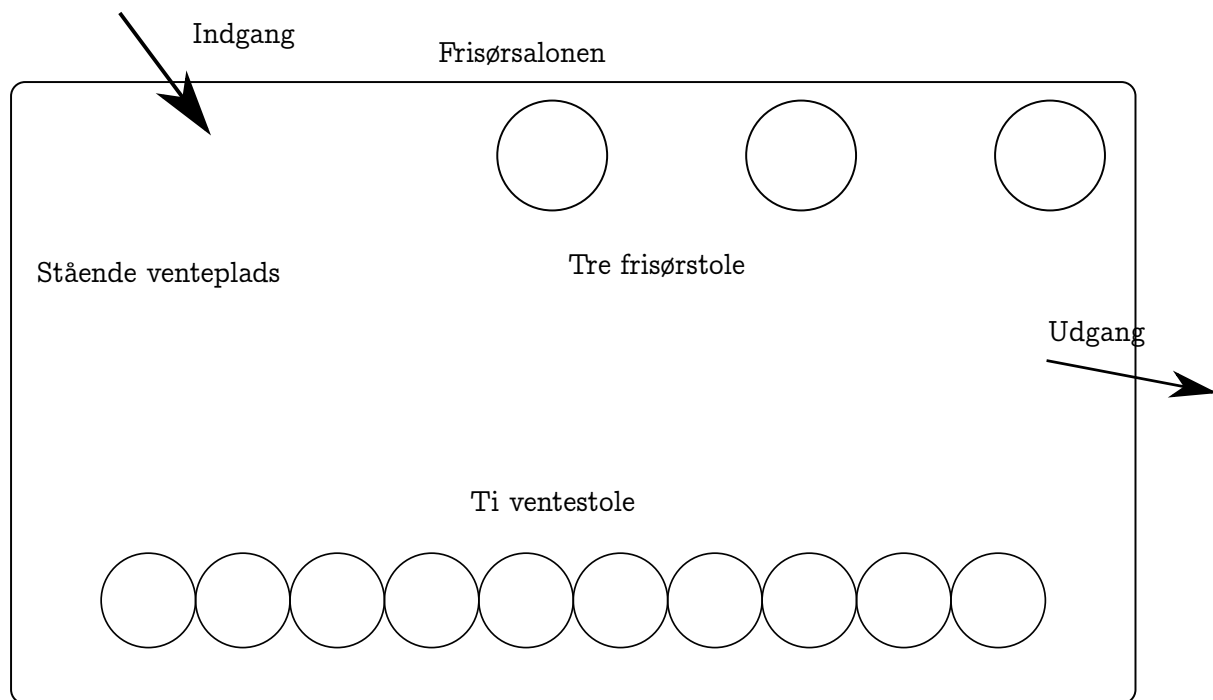 Indgang
Frisørsalonen
Stående venteplads
Tre frisørstole
Udgang
Ti ventestole